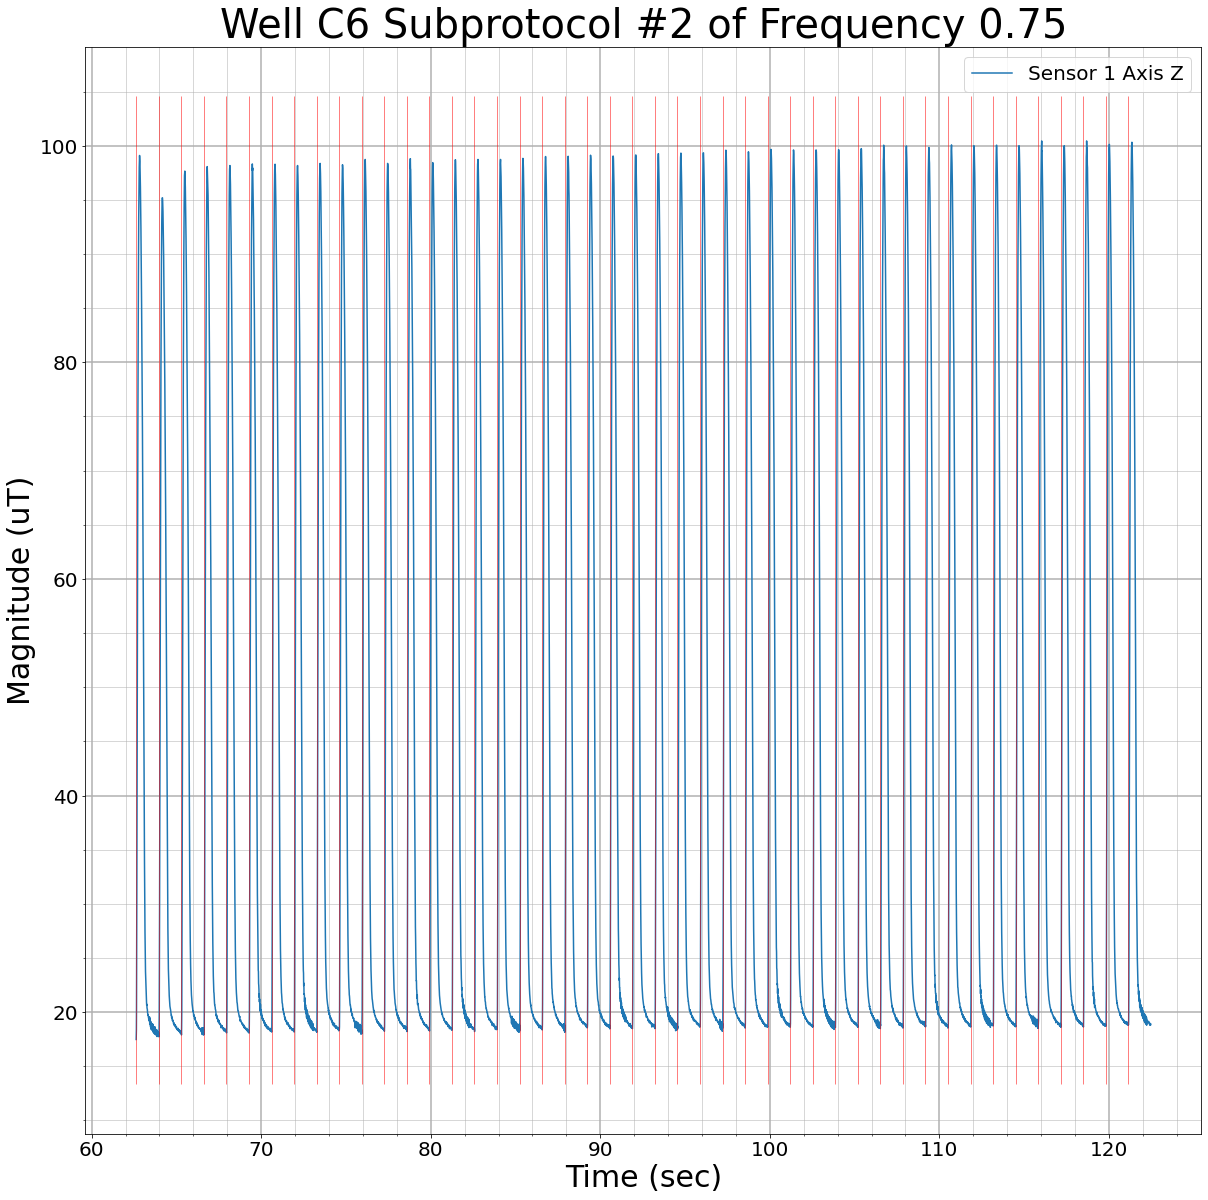 Well C6 Subprotocol #2 of Frequency 0.75
Sensor 1 Axis Z
100
80
60
40
20
Magnitude (uT)
60 70 80 90 100 110 120
Time (sec)